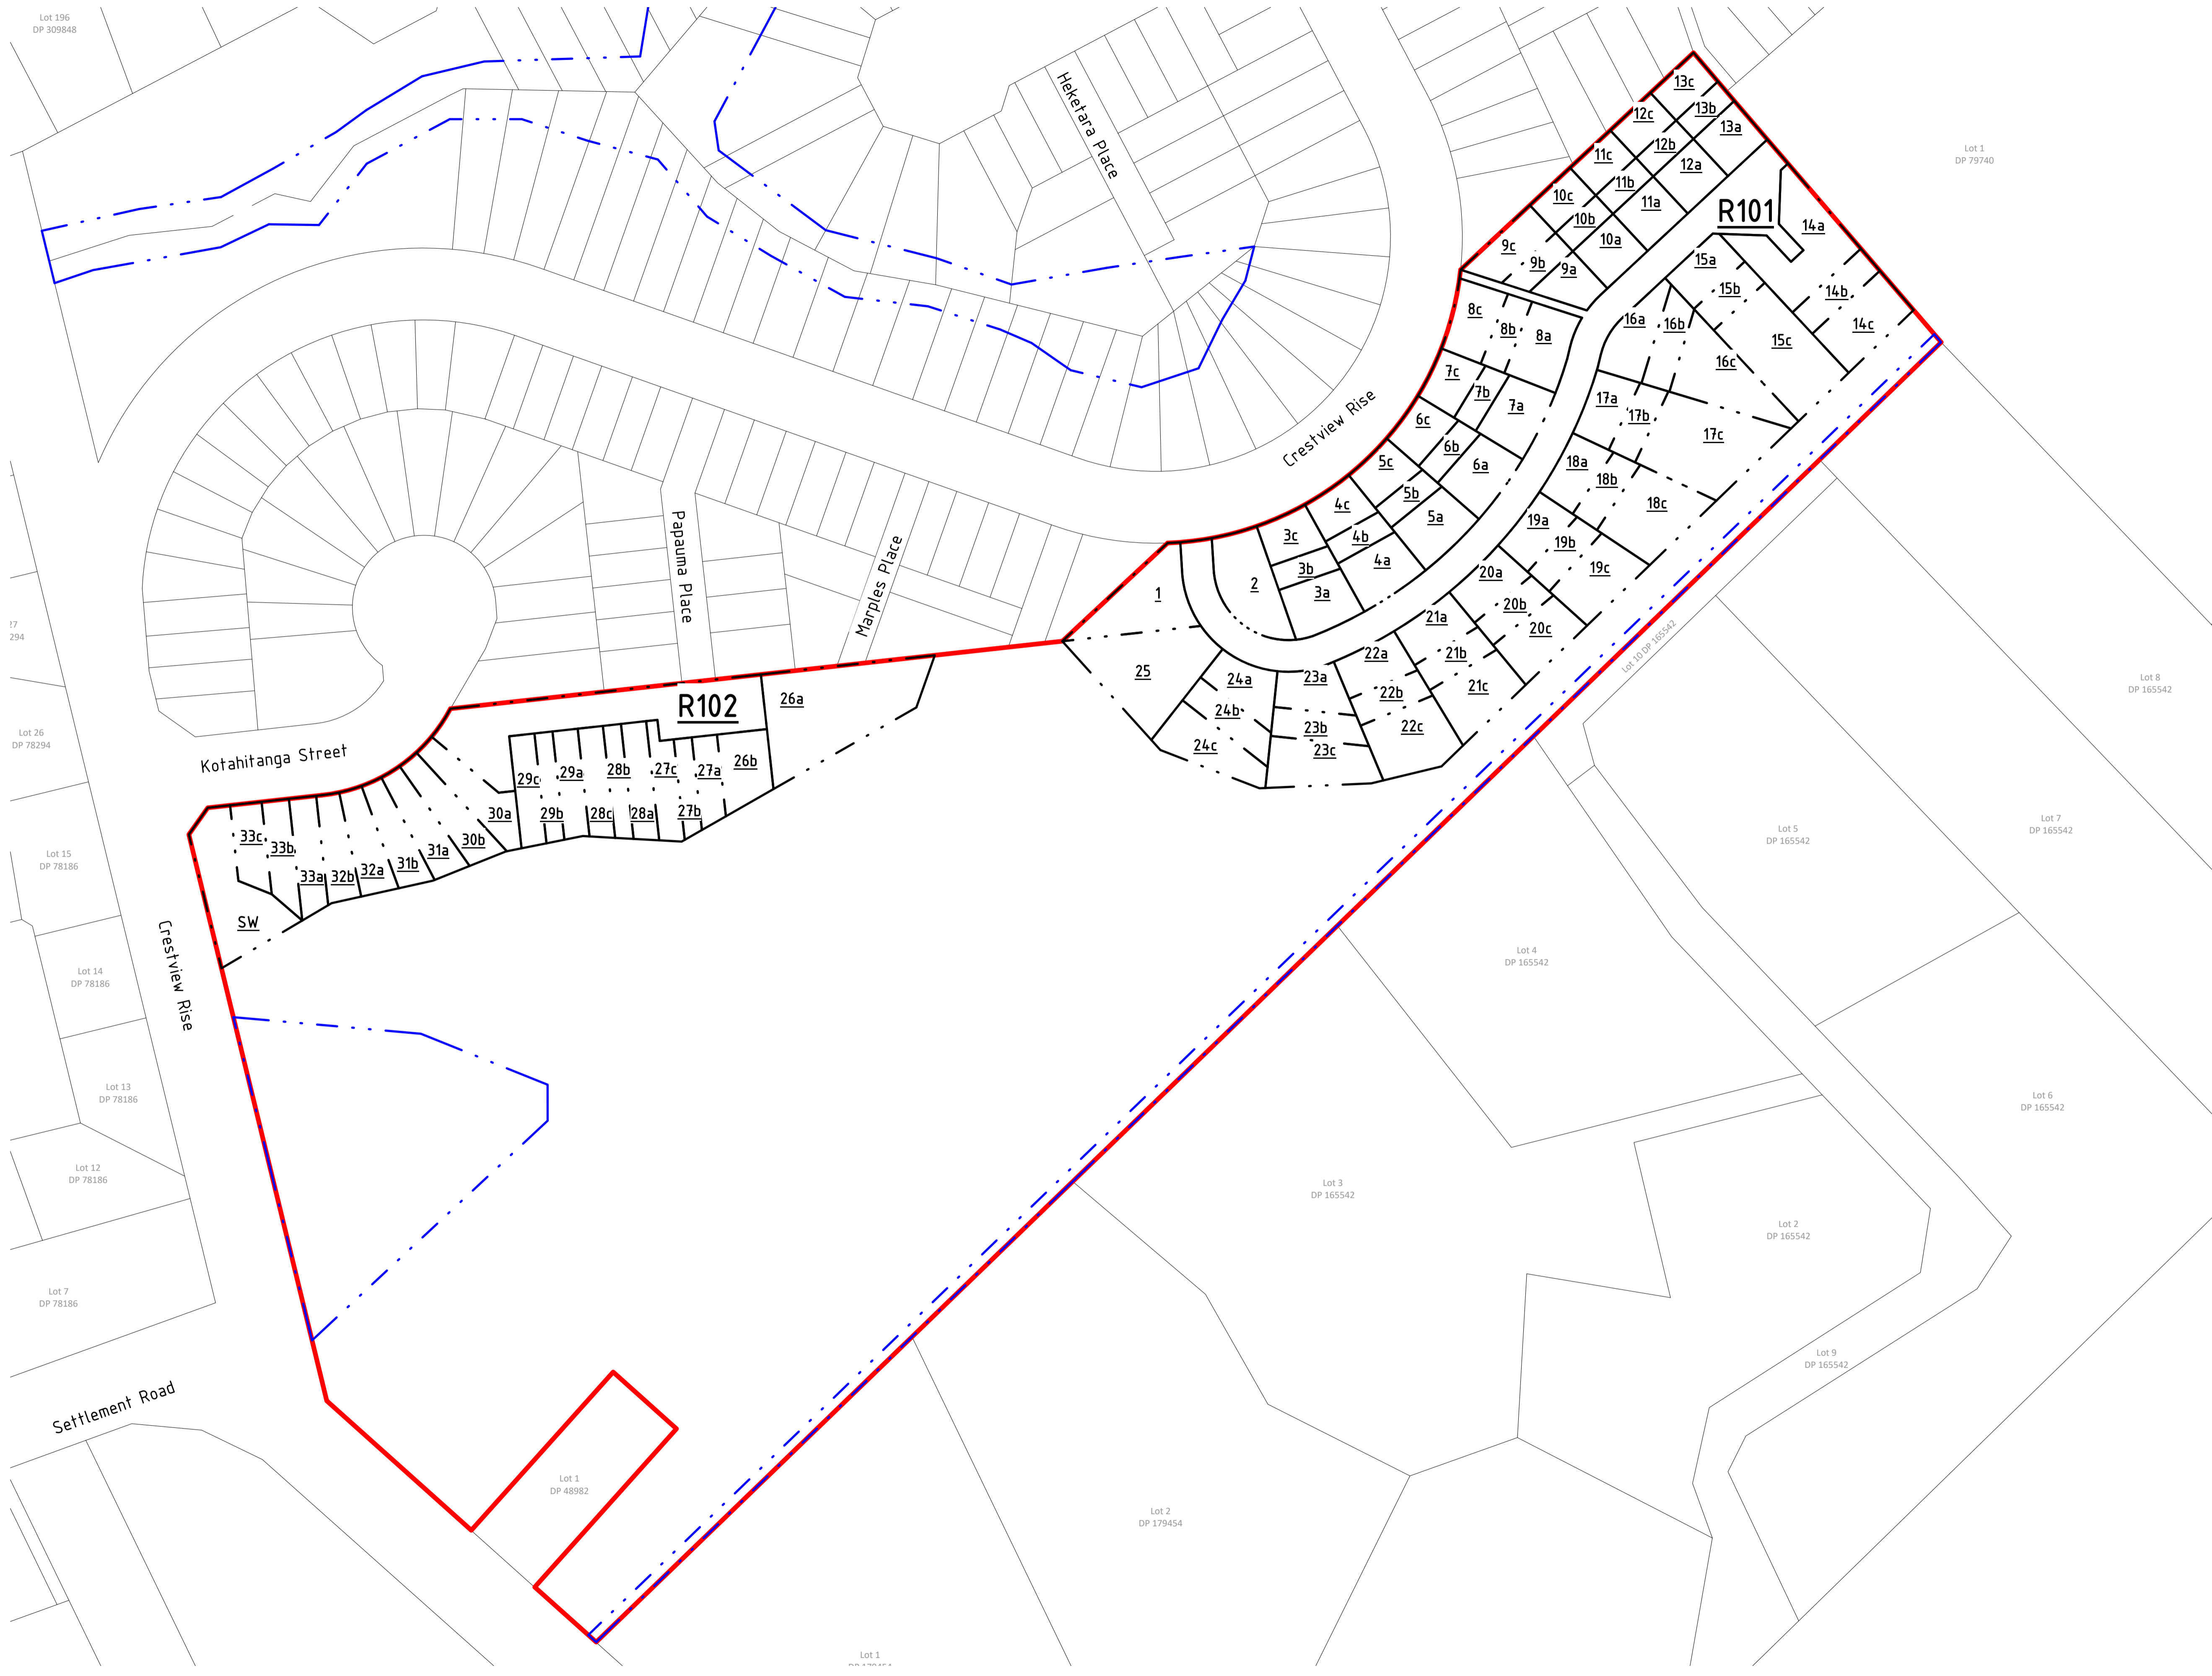 Lot 196
DP 309848
Heketara Place
Lot 1
DP 79740
13c
13b
13a
12c
12b
12a
11c
11b
11a
10c
10b
10a
9c
9b
9a
R101
14a
14b
14c
15a
15b
15c
16a
16b
16c
8c
8b
8a
7c
7b
7a
17a
17b
17c
6c
6b
6a
18a
18b
18c
5c
5b
5a
19a
19b
19c
4c
4b
4a
20a
20b
20c
3c
3b
3a
21a
21b
21c
2
1
22a
22b
22c
23a
23b
23c
24a
24b
24c
25
Crestview Rise
Papauma Place
Marples Place
Kotahitanga Street
R102
26a
26b
27a
27b
27c
28a
28b
28c
29a
29b
29c
30a
30b
31a
31b
32a
32b
33a
33b
33c
SW
Crestview Rise
Settlement Road
27
294
Lot 26
DP 78294
Lot 15
DP 78186
Lot 14
DP 78186
Lot 13
DP 78186
Lot 12
DP 78186
Lot 7
DP 78186
Lot 10 DP 165542
Lot 8
DP 165542
Lot 7
DP 165542
Lot 5
DP 165542
Lot 4
DP 165542
Lot 6
DP 165542
Lot 3
DP 165542
Lot 2
DP 165542
Lot 9
DP 165542
Lot 1
DP 48982
Lot 2
DP 179454
Lot 1
DP 179454